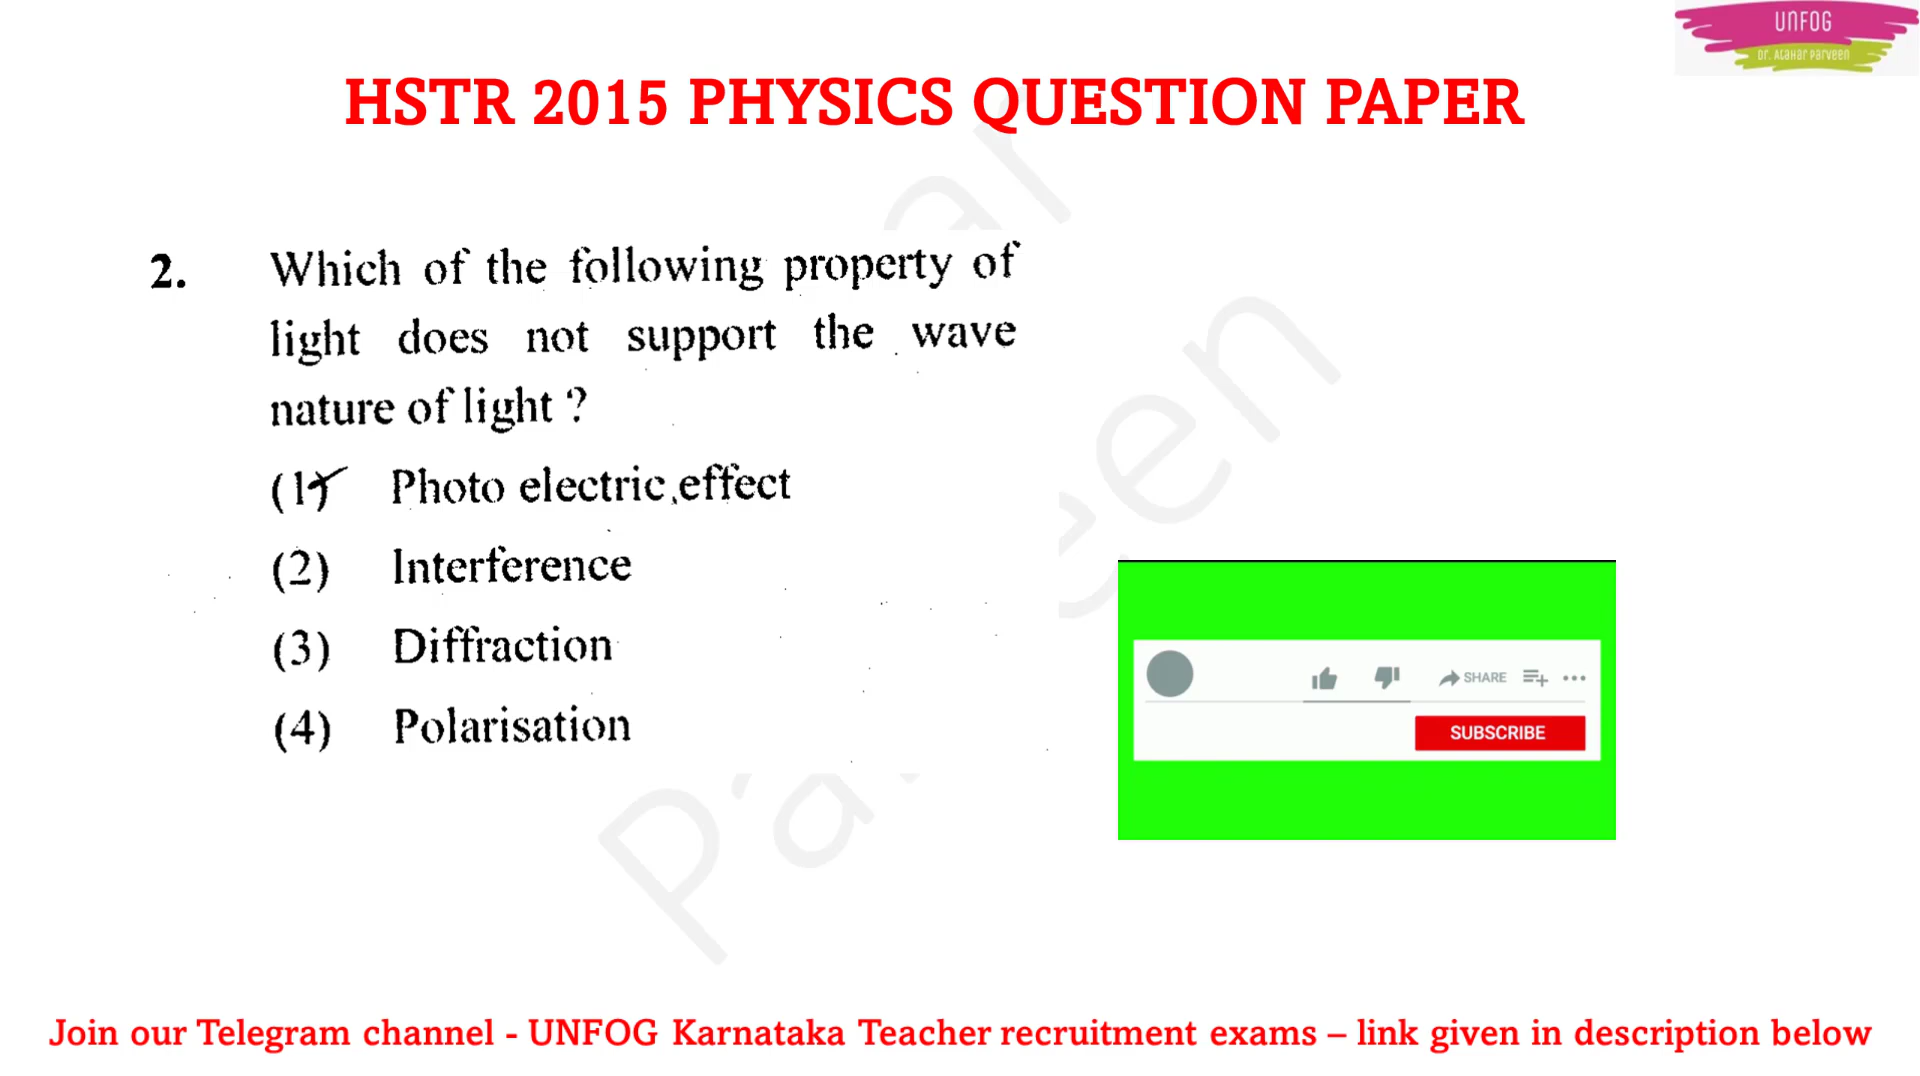 UNFOG
Dr. Atahar Parveen
HSTR 2015 PHYSICS QUESTION PAPER
2. Which of the following property of
light does not support the wave
nature of light ?
(1) Photo electric effect
(2) Interference
(3) Diffraction
(4) Polarisation
SHARE
SUBSCRIBE
Join our Telegram channel - UNFOG Karnataka Teacher recruitment exams – link given in description below